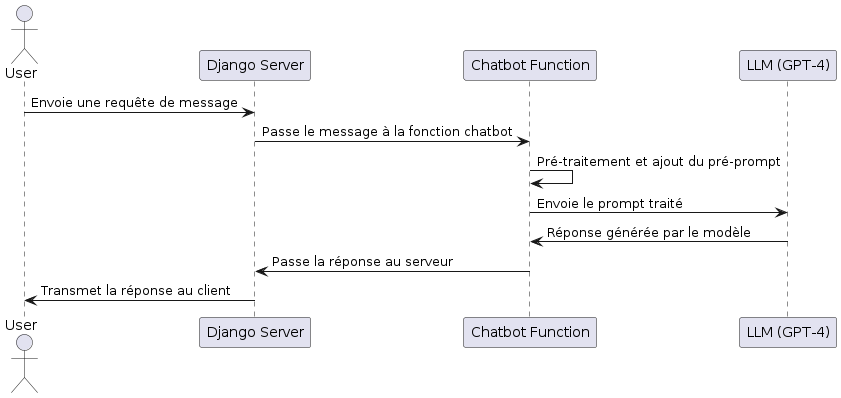 User
Django Server
Chatbot Function
LLM (GPT-4)
Envoie une requête de message
Passe le message à la fonction chatbot
Pré-traitement et ajout du pré-prompt
Envoie le prompt traité
Réponse générée par le modèle
Passe la réponse au serveur
Transmet la réponse au client
User
Django Server
Chatbot Function
LLM (GPT-4)